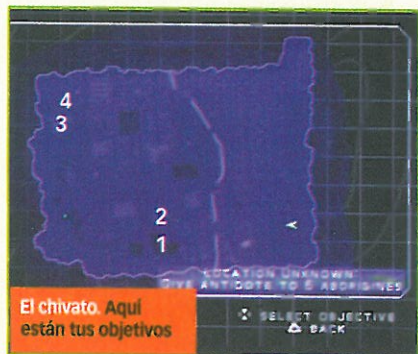 4
3
2
1
LOCATION UNKNOWN
GIVE ANTIDOTE TO 5 ABORIGINES
El chivato. Aquí
están tus objetivos
SELECT OBJECTIVE
BACK